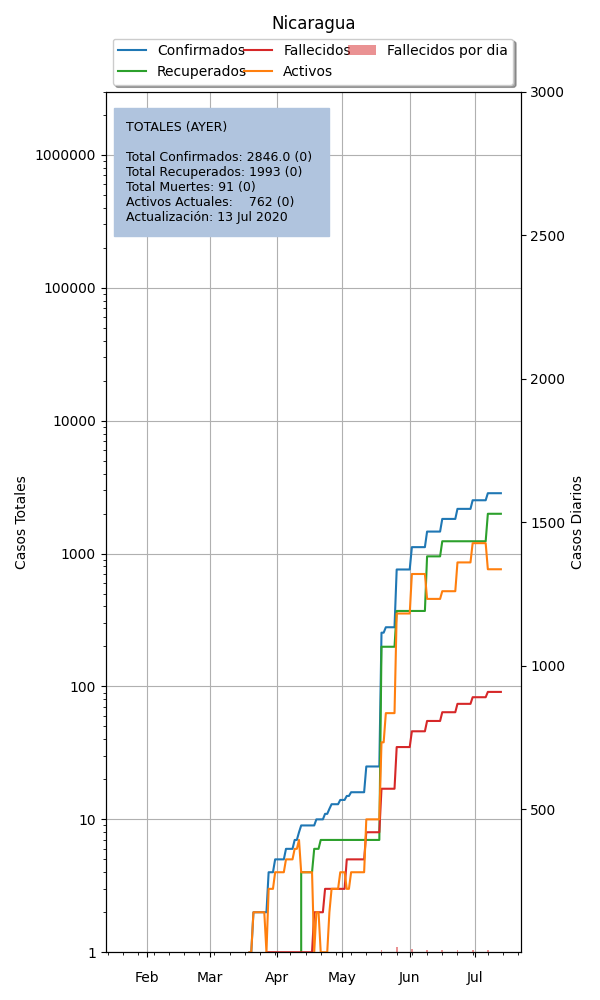 Nicaragua
Confirmados Fallecidos Fallecidos por dia
Recuperados Activos
TOTALES (AYER)
Total Confirmados: 2846.0 (0)
Total Recuperados: 1993 (0)
Total Muertes: 91 (0)
Activos Actuales: 762 (0)
Actualización: 13 Jul 2020
Casos Totales
1000000
100000
10000
1000
100
10
1
3000
2500
2000
1500
1000
500
Casos Diarios
Feb Mar Apr May Jun Jul